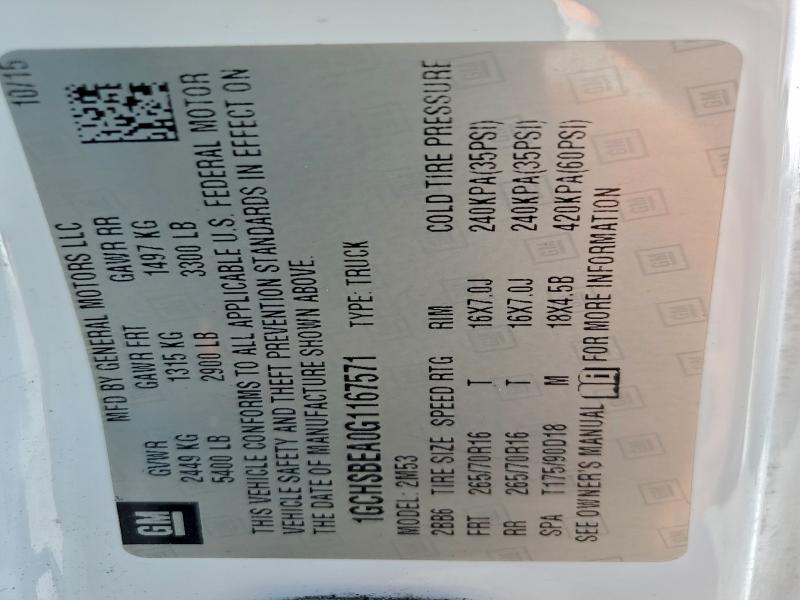 GM
MFD BY GENERAL MOTORS LLC 10/15
GVWR GAWR FRT GAWR RR
2449 KG 1315 KG 1497 KG
5400 LB 2900 LB 3300 LB
THIS VEHICLE CONFORMS TO ALL APPLICABLE U.S. FEDERAL MOTOR
VEHICLE SAFETY AND THEFT PREVENTION STANDARDS IN EFFECT ON
THE DATE OF MANUFACTURE SHOWN ABOVE.
1GCHSBEA0G1167571 TYPE: TRUCK
MODEL: 2M53
2BB6 TIRE SIZE SPEED RTG RIM COLD TIRE PRESSURE
FRT 265/70R16 T 16X7.0J 240KPA(35PSI)
RR 265/70R16 T 16X7.0J 240KPA(35PSI)
SPA T175/90D18 M 18X4.5B 420KPA(60PSI)
SEE OWNER'S MANUAL i FOR MORE INFORMATION